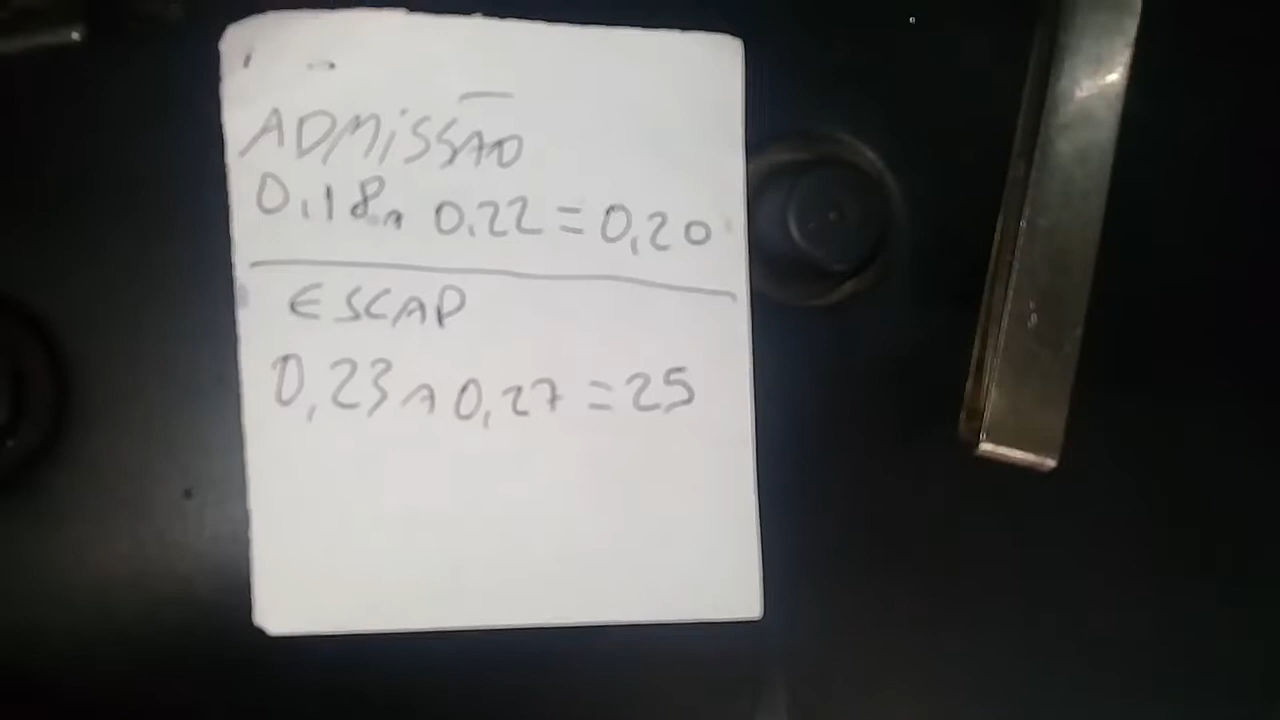 ADMiSSÃO
0,18 A 0.22 = 0,20
ESCAP
0,23 A 0,27 = 25